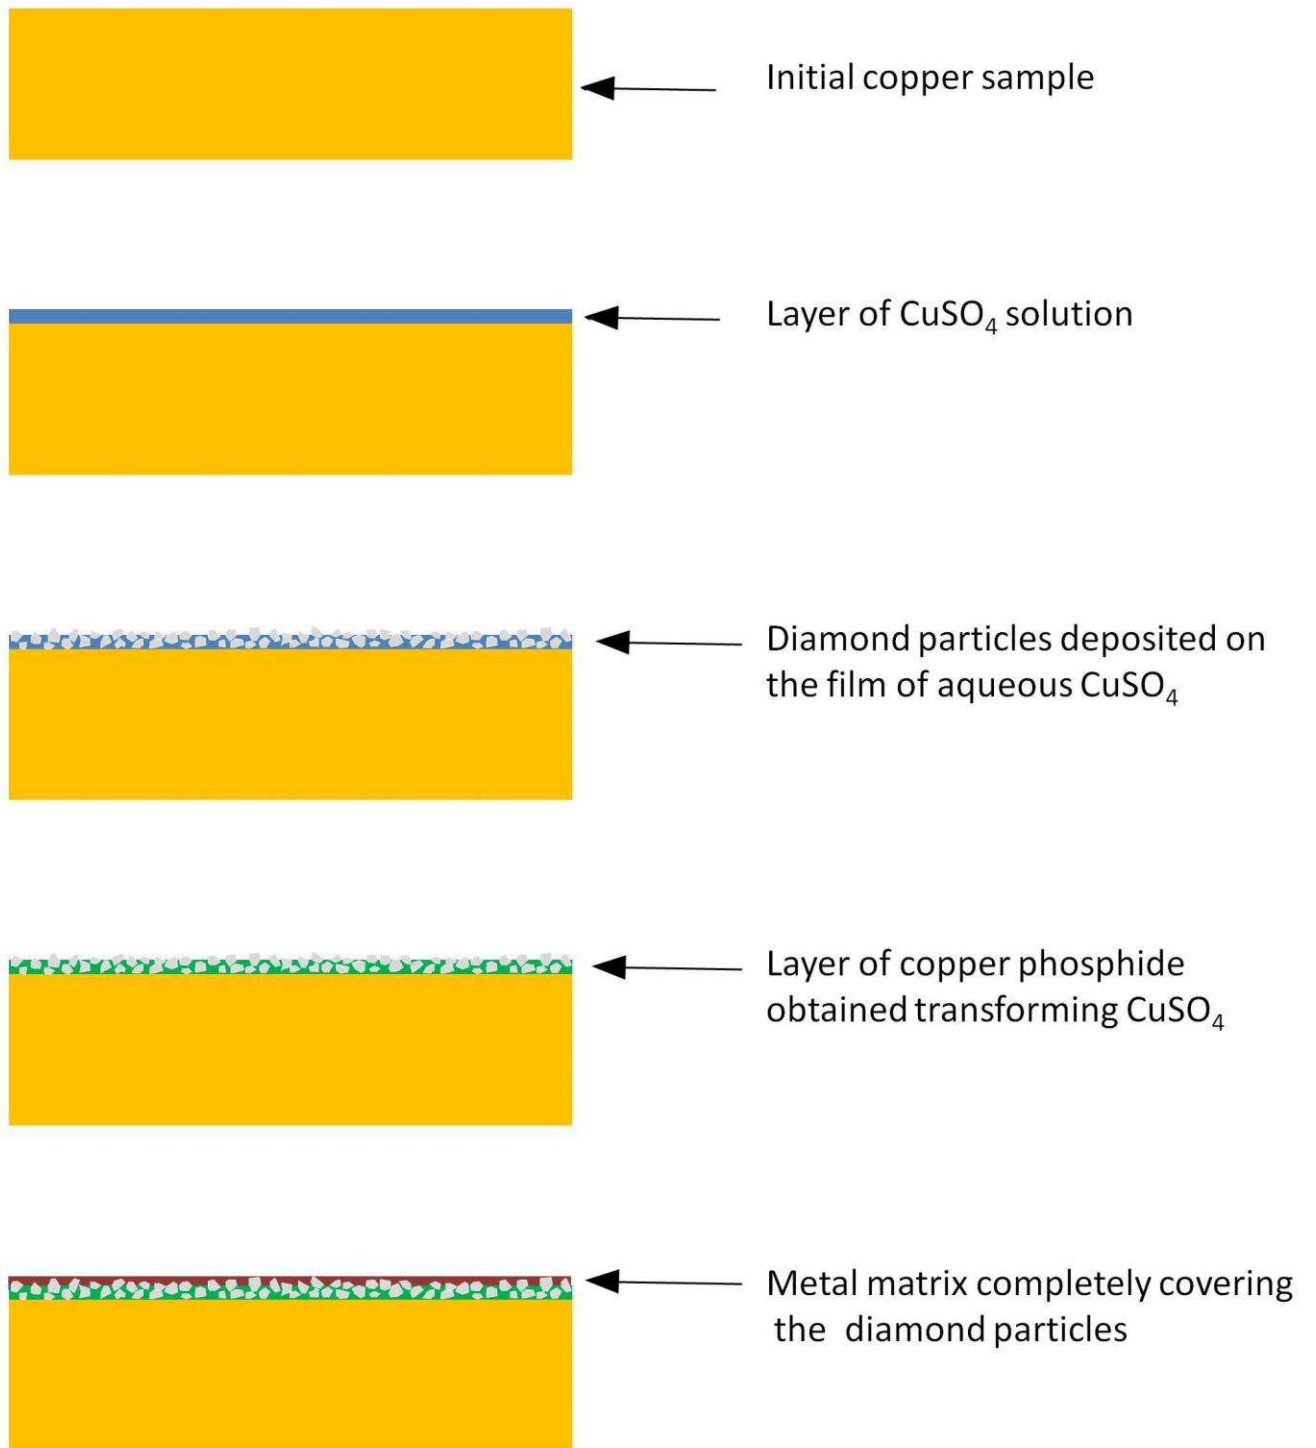 Initial copper sample
Layer of CuSO₄ solution
Diamond particles deposited on
the film of aqueous CuSO₄
Layer of copper phosphide
obtained transforming CuSO₄
Metal matrix completely covering
the diamond particles